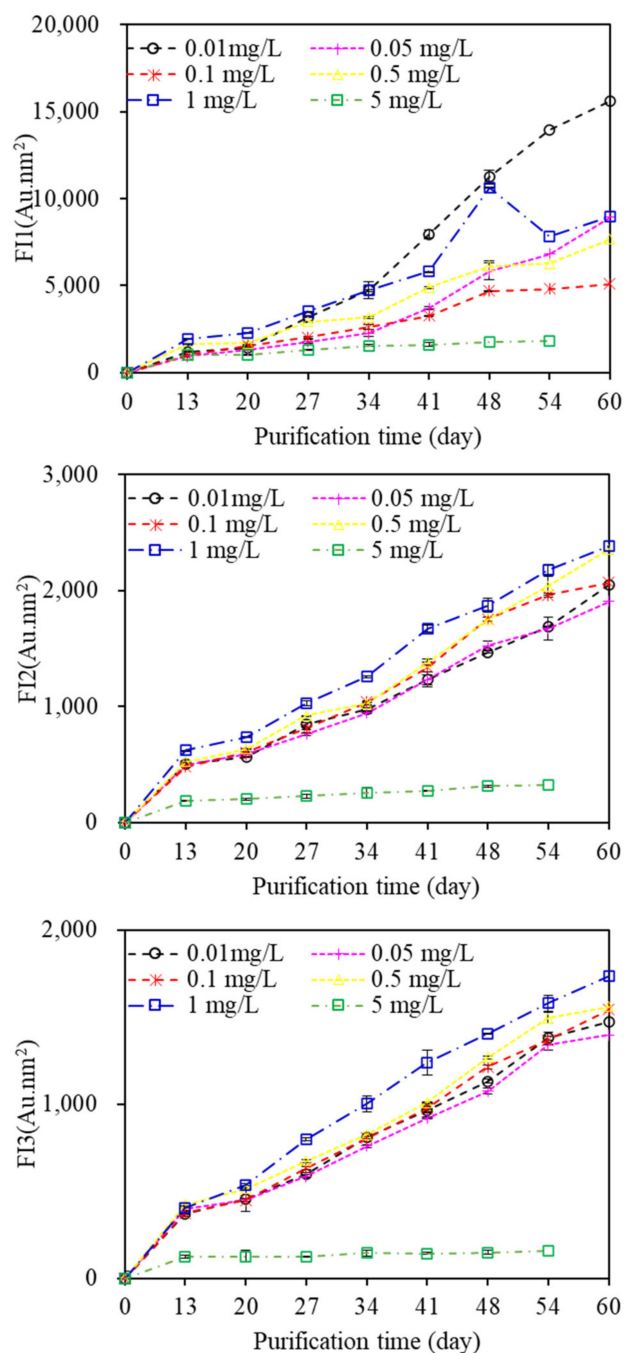 20,000
15,000
10,000
5,000
0
FI1(Au.nm²)
0.01mg/L 0.05 mg/L
0.1 mg/L 0.5 mg/L
1 mg/L 5 mg/L
0 13 20 27 34 41 48 54 60
Purification time (day)
3,000
2,000
1,000
0
FI2(Au.nm²)
0.01mg/L 0.05 mg/L
0.1 mg/L 0.5 mg/L
1 mg/L 5 mg/L
0 13 20 27 34 41 48 54 60
Purification time (day)
2,000
1,000
0
FI3(Au.nm²)
0.01mg/L 0.05 mg/L
0.1 mg/L 0.5 mg/L
1 mg/L 5 mg/L
0 13 20 27 34 41 48 54 60
Purification time (day)